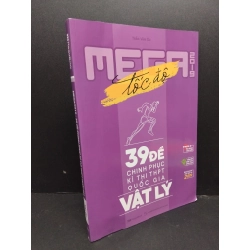 MEGA 2019
tốc độ
39 ĐỀ
CHINH PHỤC
KÌ THI THPT
QUỐC GIA
VẬT LÝ